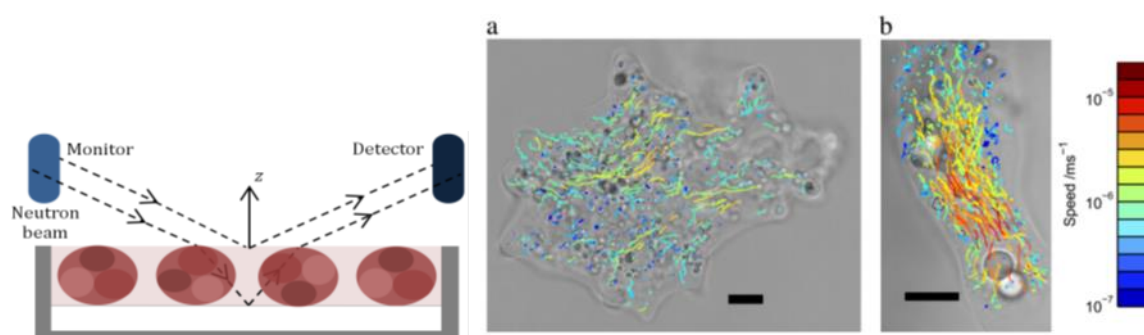 Monitor
Neutron
beam
z
Detector
a
b
10⁻⁵
10⁻⁶
10⁻⁷
Speed /ms⁻¹